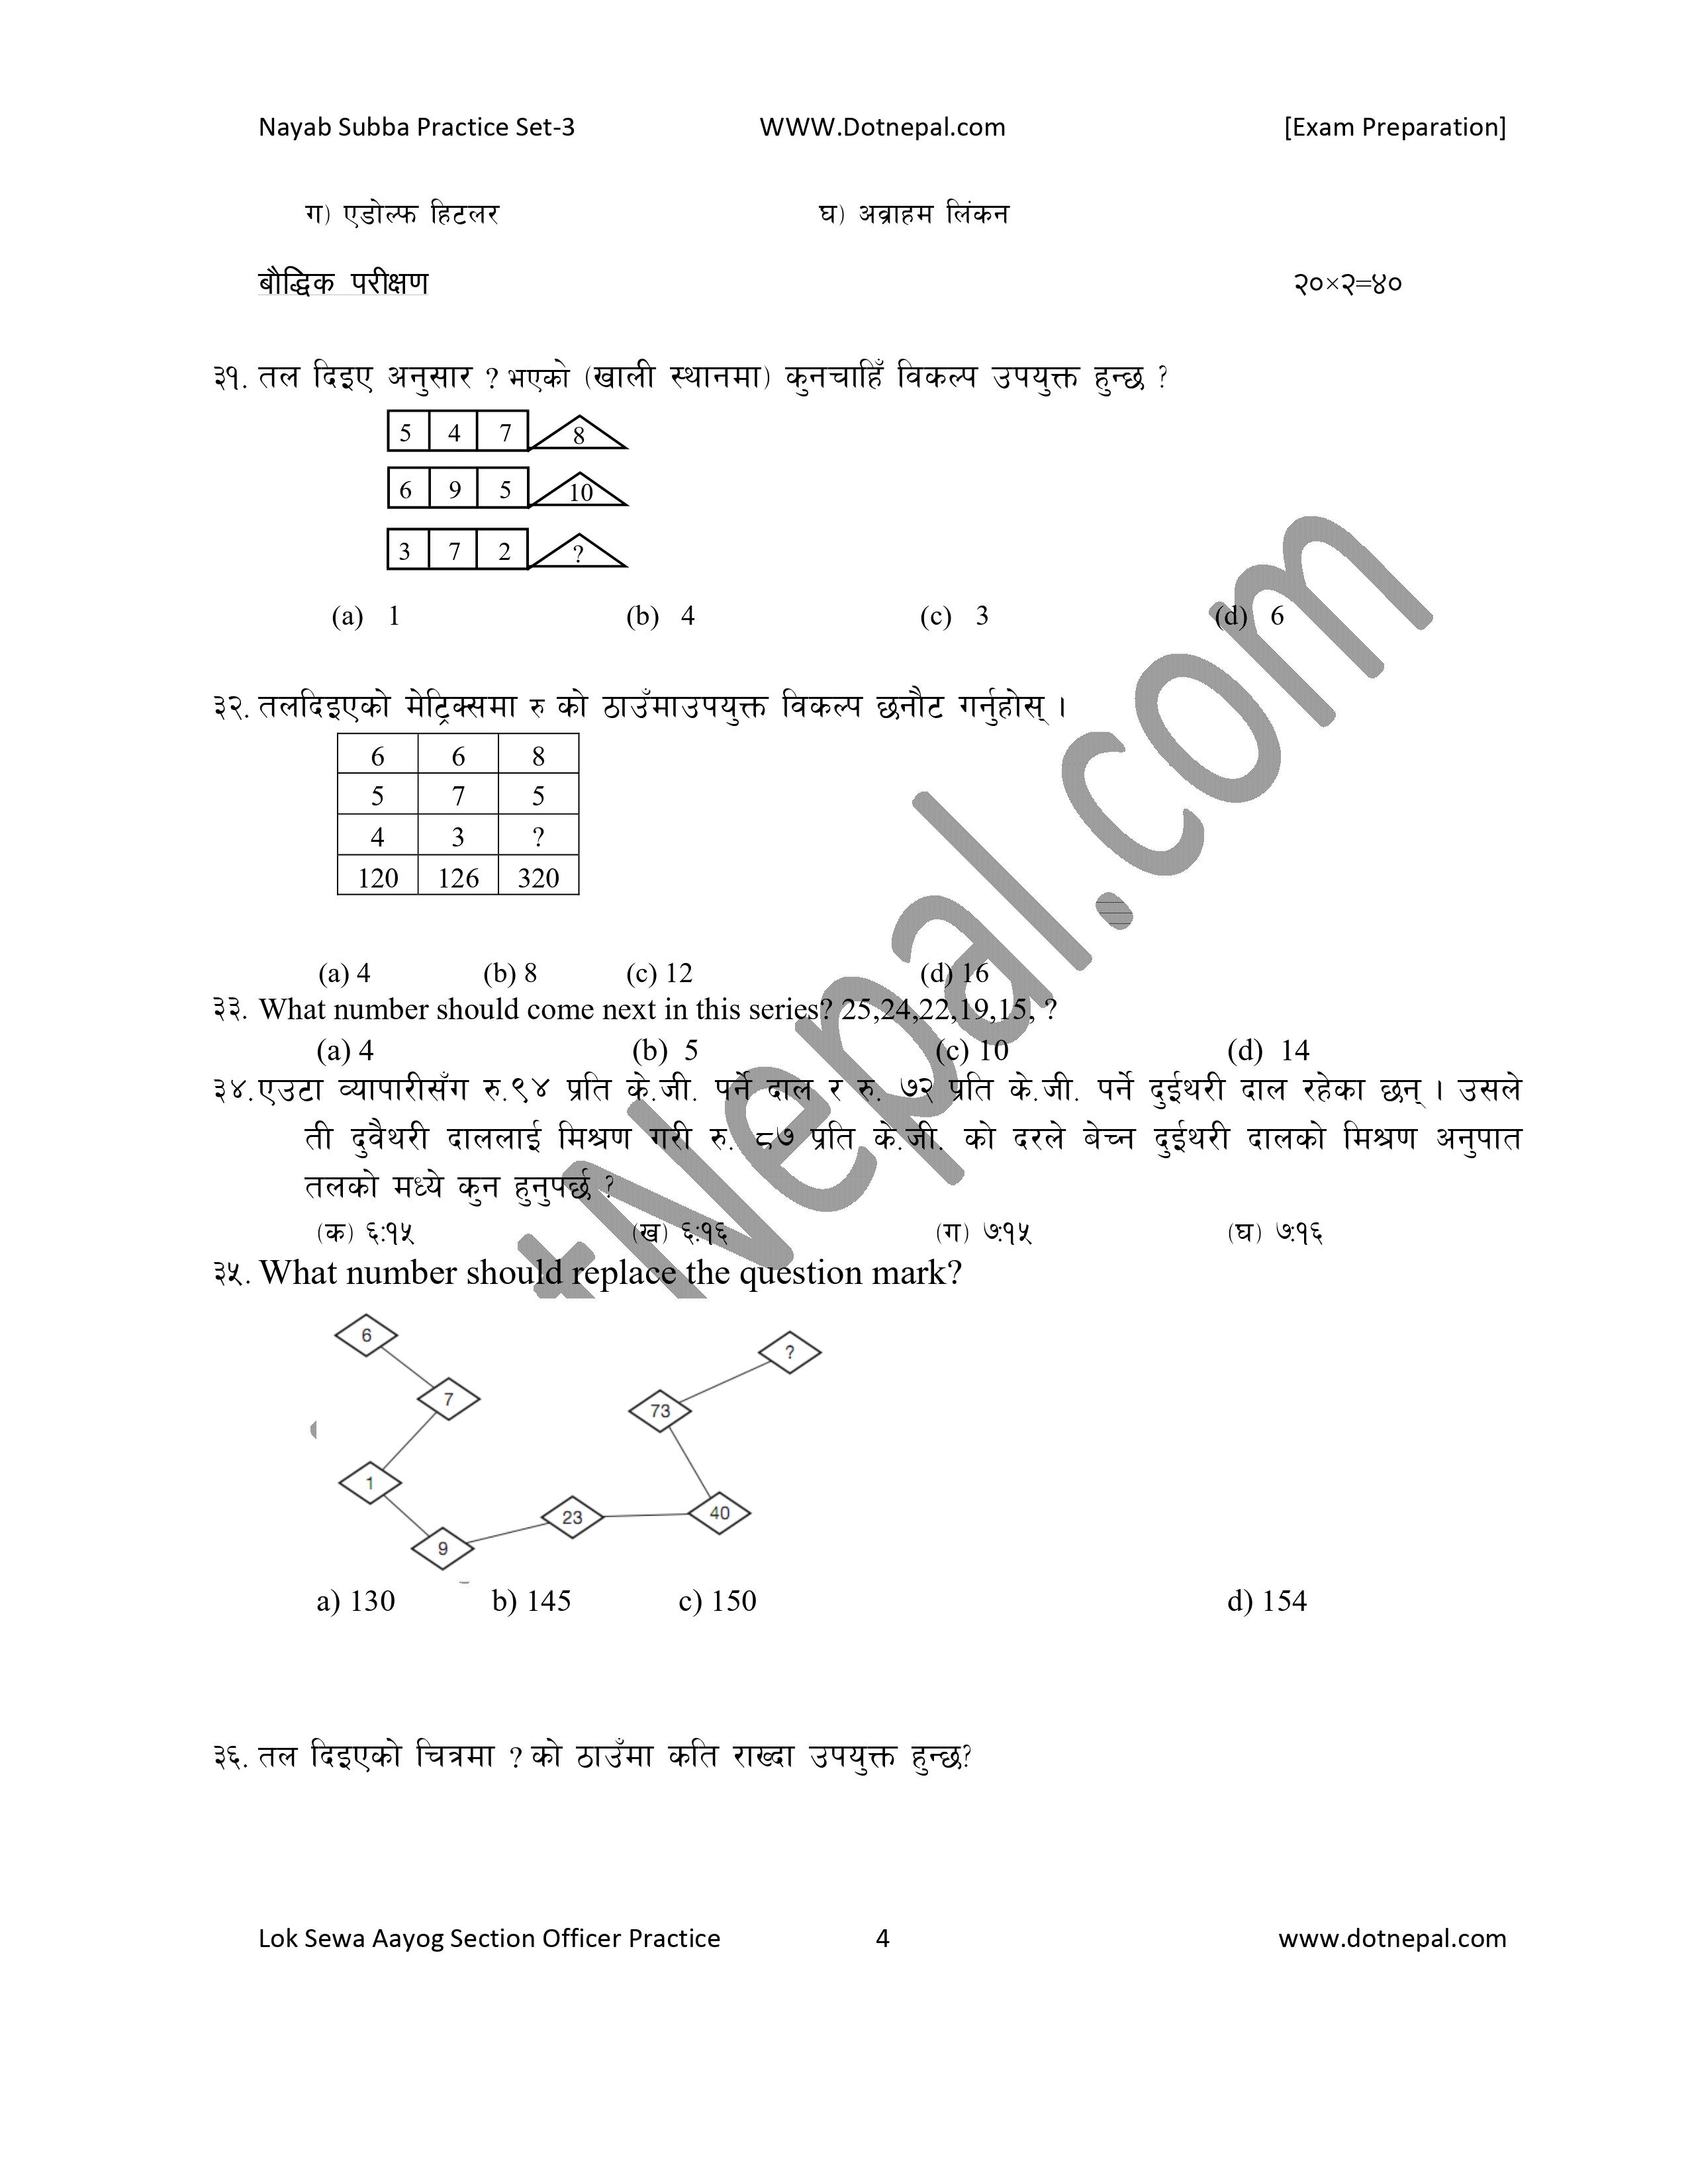 Nayab Subba Practice Set-3 WWW.Dotnepal.com [Exam Preparation]
ग) एडोल्फ हिटलर घ) अब्राहम लिंकन
बौद्धिक परीक्षण २०×२=४०
३१. तल दिइए अनुसार ? भएको (खाली स्थानमा) कुनचाहिँ विकल्प उपयुक्त हुन्छ ?
5 4 7 8
6 9 5 10
3 7 2 ?
(a) 1 (b) 4 (c) 3 (d) 6
३२. तलदिइएको मेट्रिक्समा रु को ठाउँमाउपयुक्त विकल्प छनौट गर्नुहोस् ।
6 6 8
5 7 5
4 3 ?
120 126 320
(a) 4 (b) 8 (c) 12 (d) 16
३३. What number should come next in this series? 25,24,22,19,15, ?
(a) 4 (b) 5 (c) 10 (d) 14
३४. एउटा व्यापारीसँग रु.९४ प्रति के.जी. पर्ने दाल र रु. ७२ प्रति के.जी. पर्ने दुईथरी दाल रहेका छन् । उसले
ती दुवैथरी दाललाई मिश्रण गरी रु. ८७ प्रति के.जी. को दरले बेच्न दुईथरी दालको मिश्रण अनुपात
तलको मध्ये कुन हुनुपर्छ ?
(क) ६:१५ (ख) ६:१६ (ग) ७:१५ (घ) ७:१६
३५. What number should replace the question mark?
6
?
7
73
1
23
40
9
a) 130 b) 145 c) 150 d) 154
३६. तल दिइएको चित्रमा ? को ठाउँमा कति राख्दा उपयुक्त हुन्छ?
Lok Sewa Aayog Section Officer Practice 4 www.dotnepal.com
tNepal.com